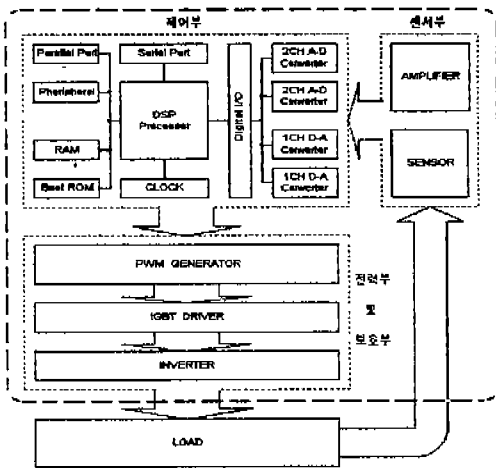 제어부
센서부
Parallel Port
Serial Port
2CH A-D
Converter
AMPLIFIER
Pheripheral
DSP
Processer
Digital I/O
2CH A-D
Converter
RAM
1CH D-A
Converter
SENSOR
Boot ROM
CLOCK
1CH D-A
Converter
PWM GENERATOR
전력부
및
보호부
IGBT DRIVER
INVERTER
LOAD